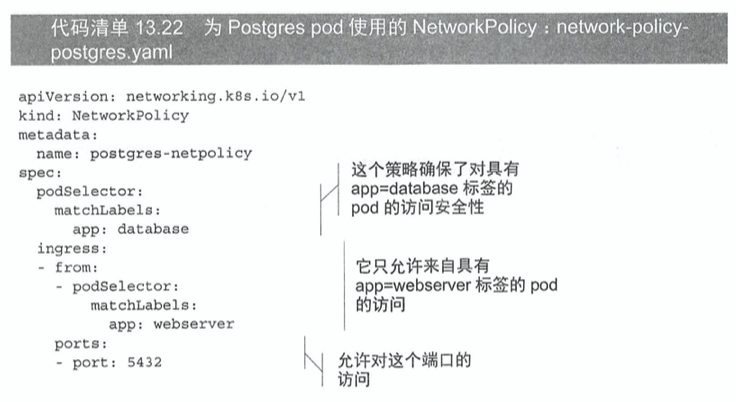 代码清单 13.22 为 Postgres pod 使用的 NetworkPolicy：network-policy-
postgres.yaml
apiVersion: networking.k8s.io/v1
kind: NetworkPolicy
metadata:
  name: postgres-netpolicy
spec:
  podSelector:
    matchLabels:
      app: database
  ingress:
  - from:
    - podSelector:
        matchLabels:
          app: webserver
    ports:
    - port: 5432
这个策略确保了对具有
app=database 标签的
pod 的访问安全性
它只允许来自具有
app=webserver 标签的 pod
的访问
允许对这个端口的
访问